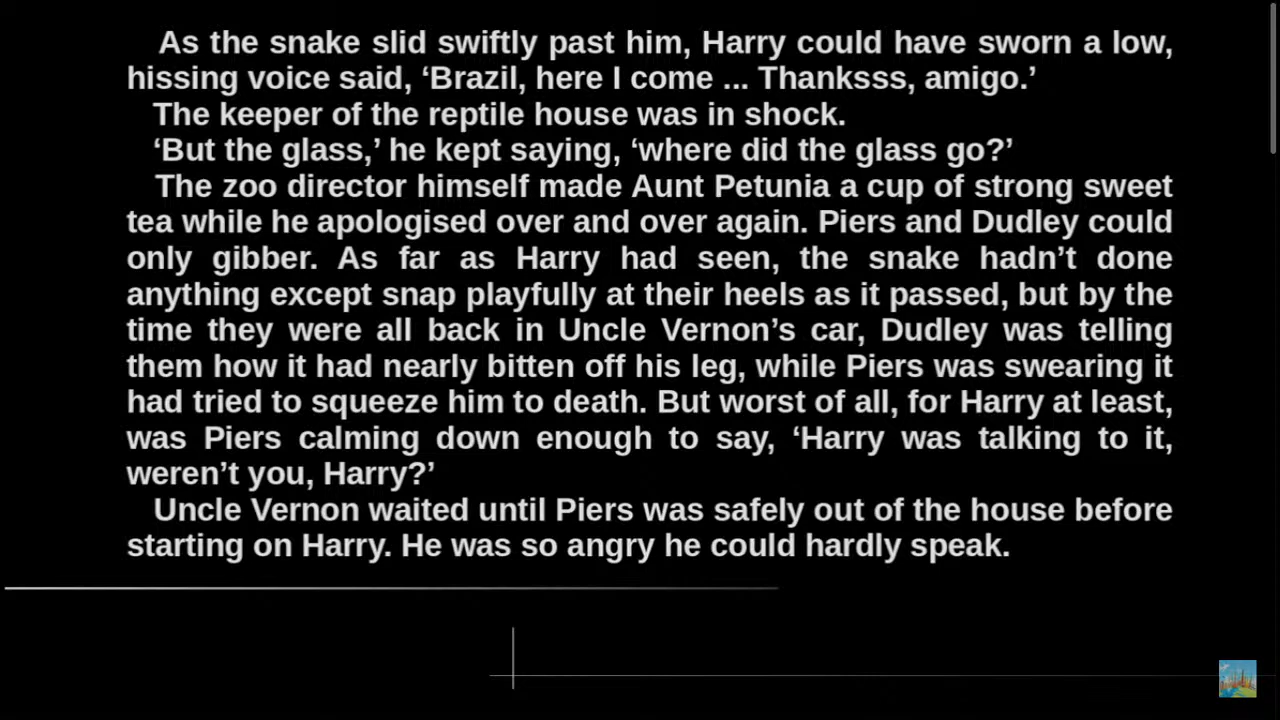 As the snake slid swiftly past him, Harry could have sworn a low,
hissing voice said, ‘Brazil, here I come ... Thanksss, amigo.’
The keeper of the reptile house was in shock.
‘But the glass,’ he kept saying, ‘where did the glass go?’
The zoo director himself made Aunt Petunia a cup of strong sweet
tea while he apologised over and over again. Piers and Dudley could
only gibber. As far as Harry had seen, the snake hadn’t done
anything except snap playfully at their heels as it passed, but by the
time they were all back in Uncle Vernon’s car, Dudley was telling
them how it had nearly bitten off his leg, while Piers was swearing it
had tried to squeeze him to death. But worst of all, for Harry at least,
was Piers calming down enough to say, ‘Harry was talking to it,
weren’t you, Harry?’
Uncle Vernon waited until Piers was safely out of the house before
starting on Harry. He was so angry he could hardly speak.